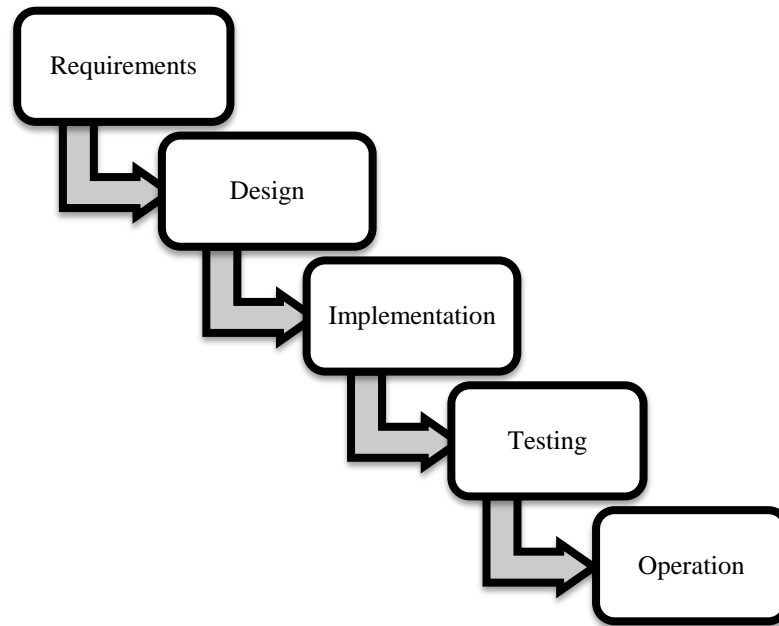 Requirements
Design
Implementation
Testing
Operation